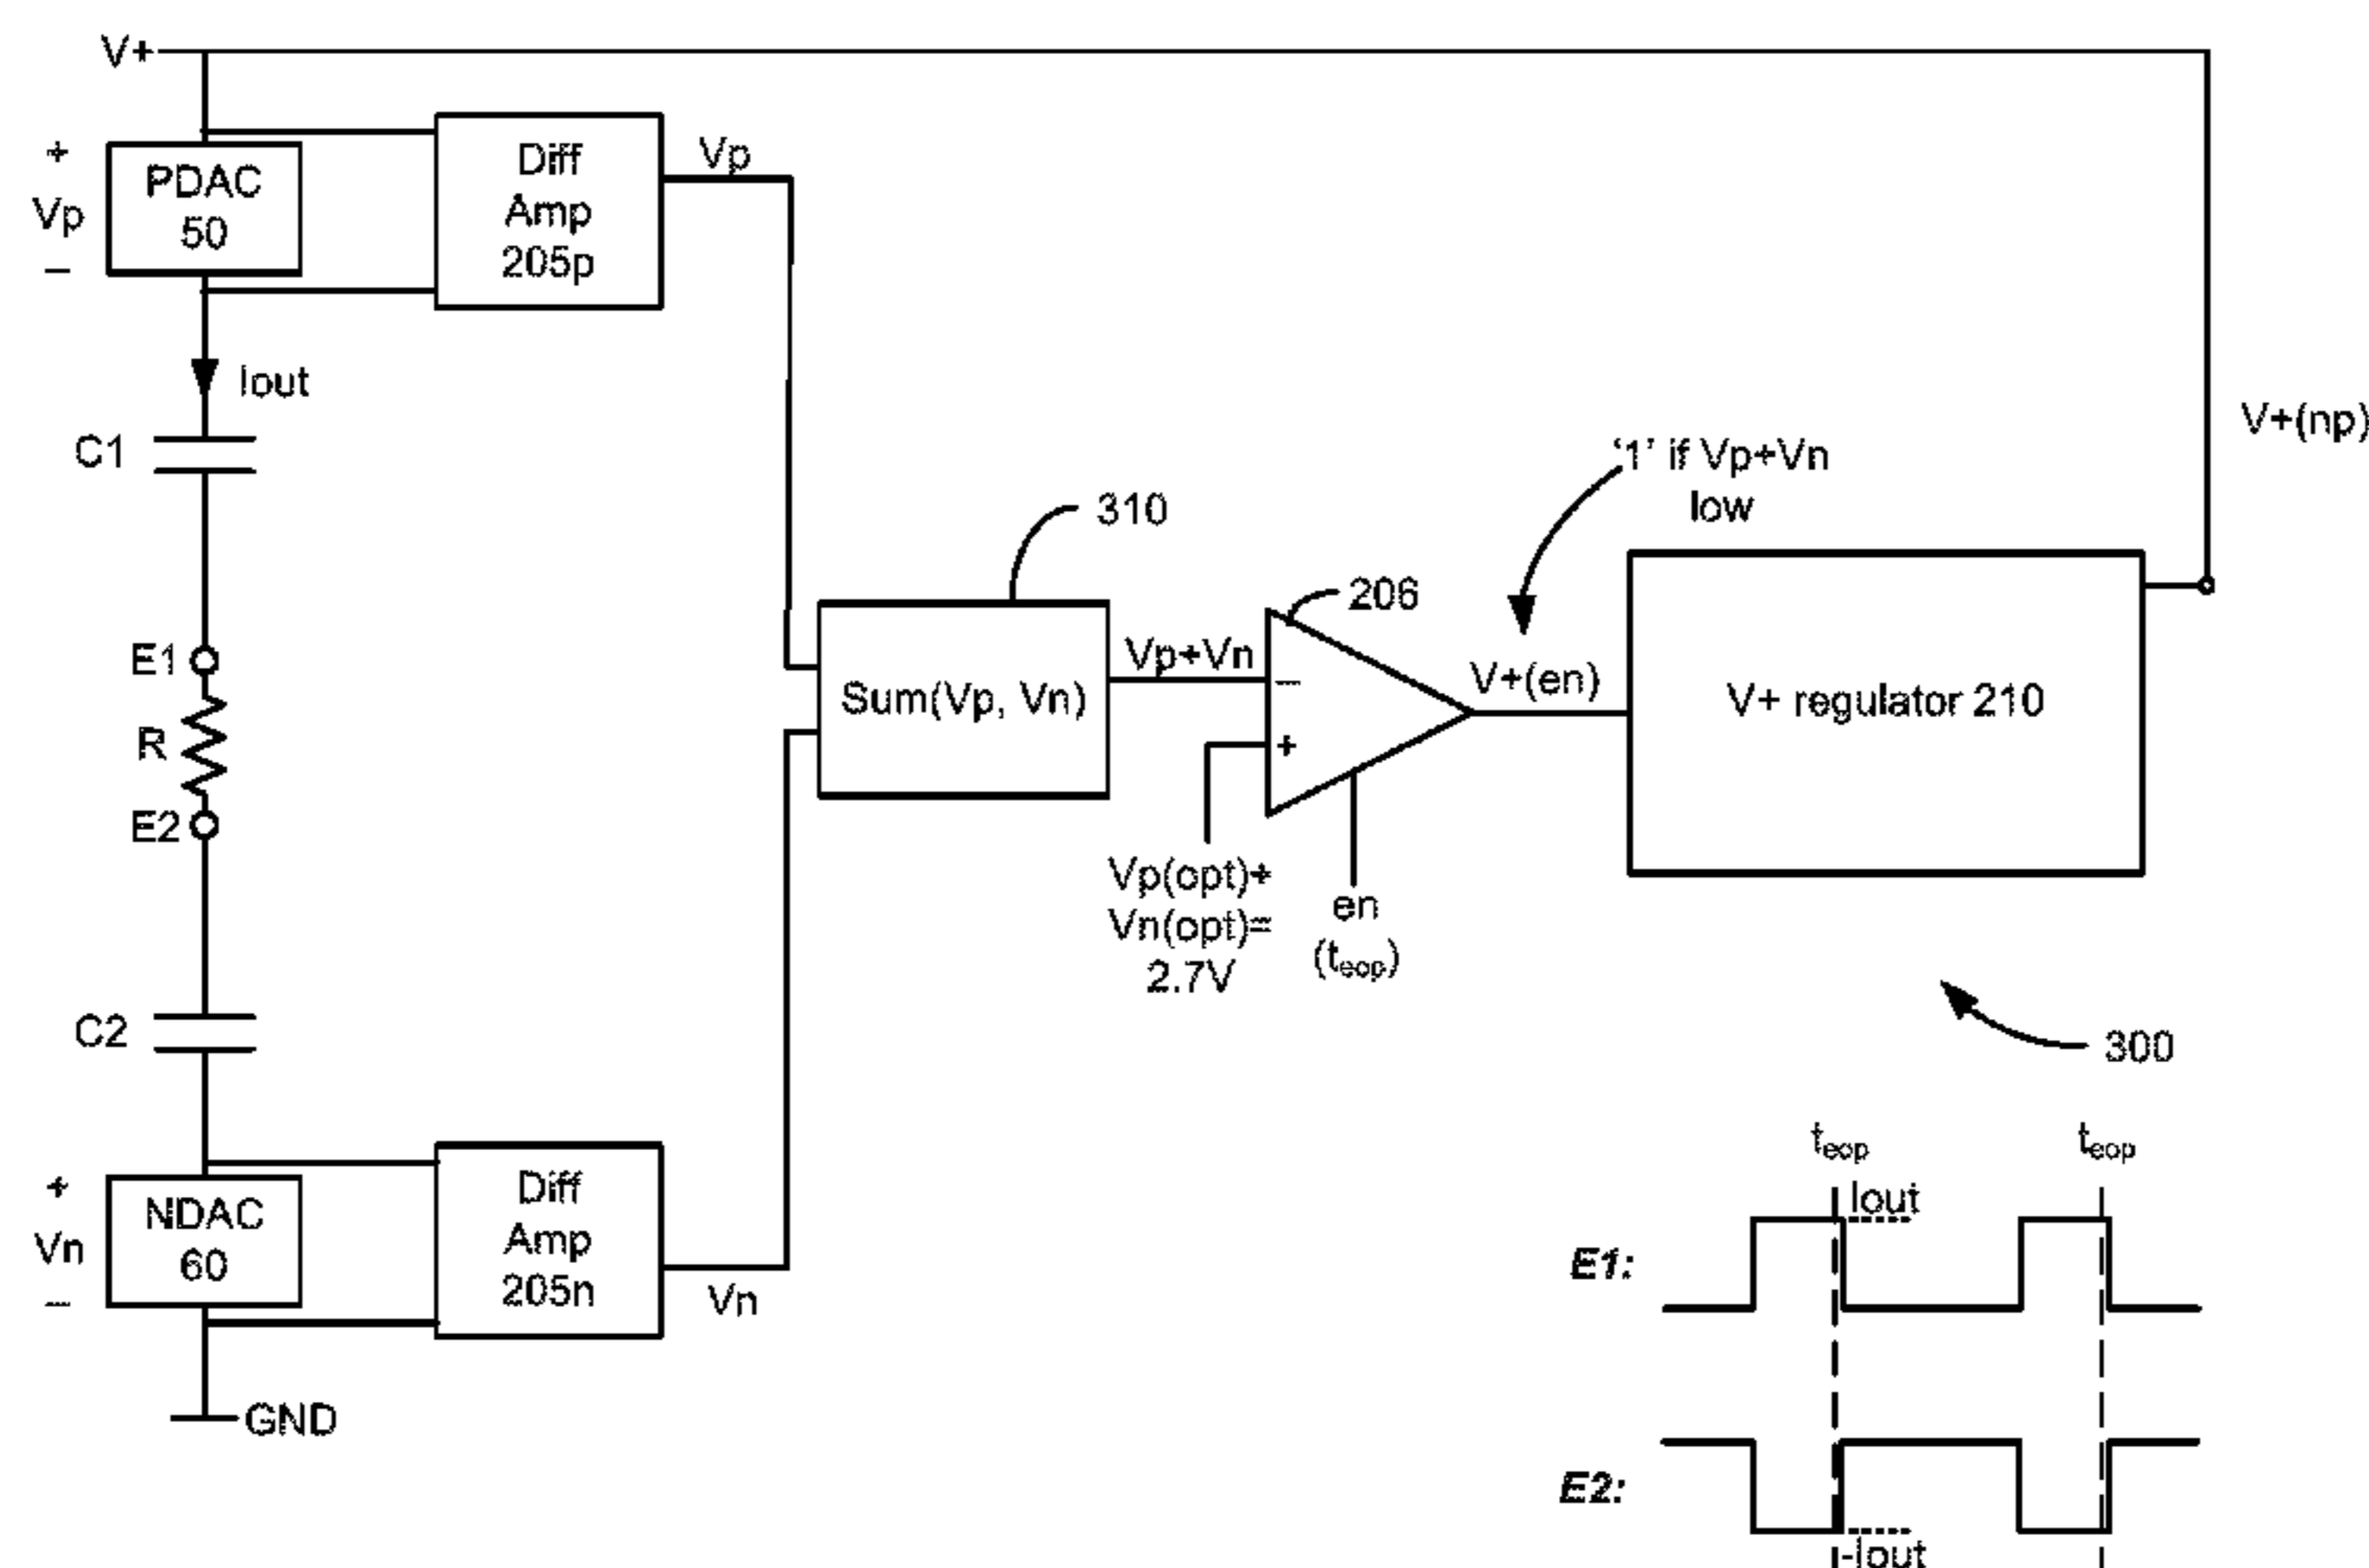 V+
+
Vp
–
PDAC
50
Diff
Amp
205p
Vp
Iout
C1
E1
R
E2
C2
+
Vn
–
NDAC
60
Diff
Amp
205n
Vn
GND
310
Sum(Vp, Vn)
Vp+Vn
206
–
+
Vp(opt)+
Vn(opt)=
2.7V
en
(teop)
V+(en)
'1' if Vp+Vn
low
V+ regulator 210
V+(np)
300
teop
teop
Iout
E1:
E2:
-Iout